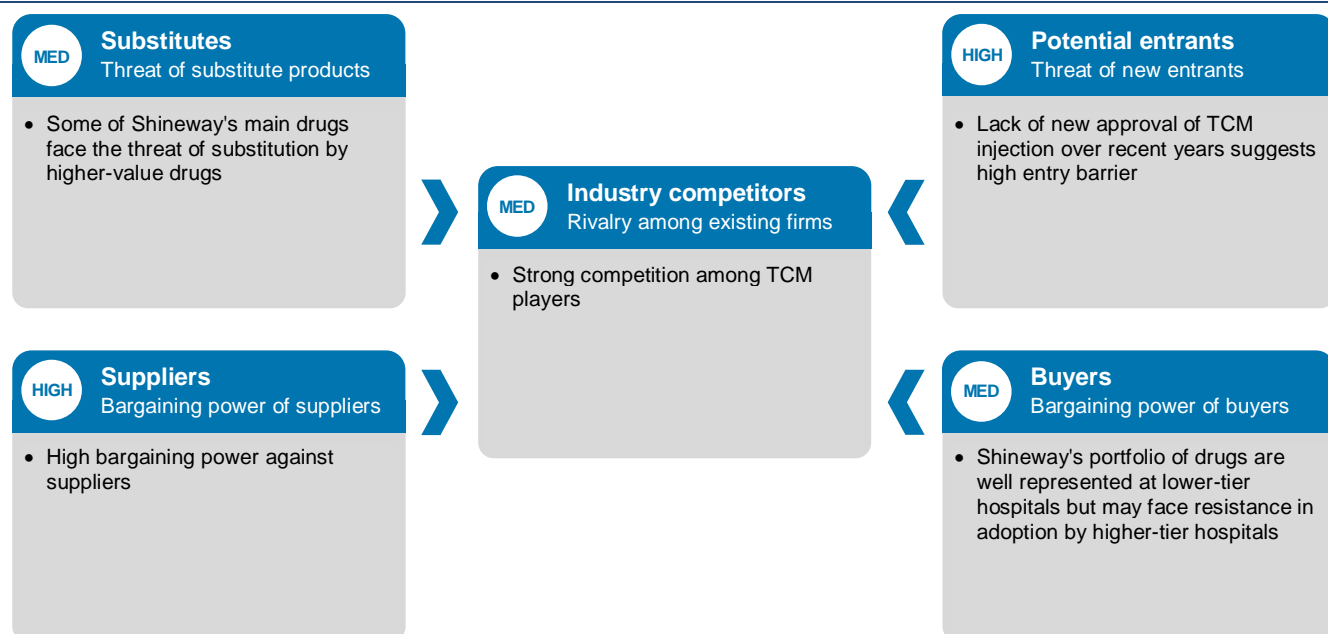 MED
Substitutes
Threat of substitute products
• Some of Shineway's main drugs
face the threat of substitution by
higher-value drugs
HIGH
Potential entrants
Threat of new entrants
• Lack of new approval of TCM
injection over recent years suggests
high entry barrier
MED
Industry competitors
Rivalry among existing firms
• Strong competition among TCM
players
HIGH
Suppliers
Bargaining power of suppliers
• High bargaining power against
suppliers
MED
Buyers
Bargaining power of buyers
• Shineway's portfolio of drugs are
well represented at lower-tier
hospitals but may face resistance in
adoption by higher-tier hospitals